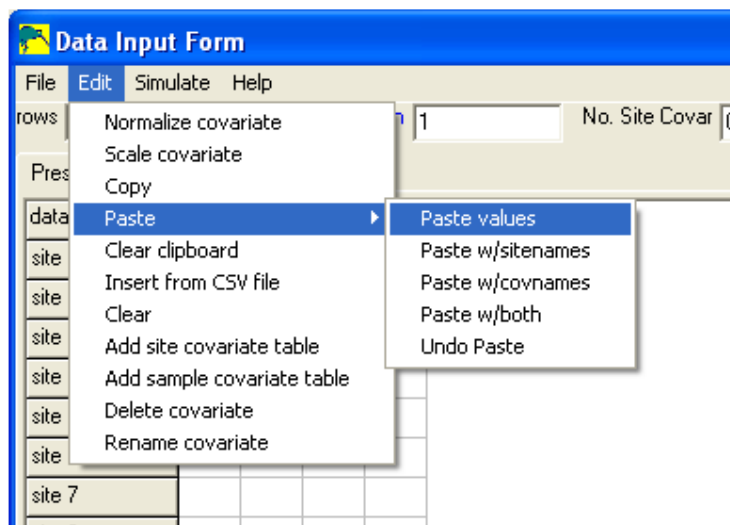 Data Input Form
File Edit Simulate Help
rows 1 No. Site Covar
Normalize covariate
Scale covariate
Copy
Paste
Clear clipboard
Insert from CSV file
Clear
Add site covariate table
Add sample covariate table
Delete covariate
Rename covariate
Paste values
Paste w/sitenames
Paste w/covnames
Paste w/both
Undo Paste
Pres
data
site
site
site
site
site
site
site 7